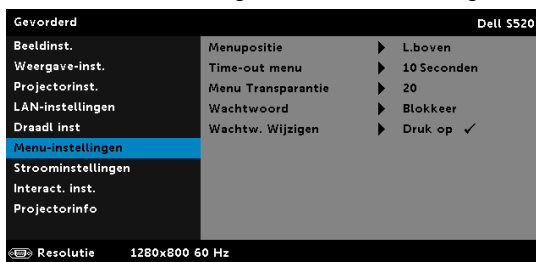 Gevorderd Dell S520
Beeldinst.
Weergave-inst.
Projectorinst.
LAN-instellingen
Draadl inst
Menu-instellingen
Stroominstellingen
Interact. inst.
Projectorinfo
Menupositie L.boven
Time-out menu 10 Seconden
Menu Transparantie 20
Wachtwoord Blokkeer
Wachtw. Wijzigen Druk op ✓
Resolutie 1280x800 60 Hz